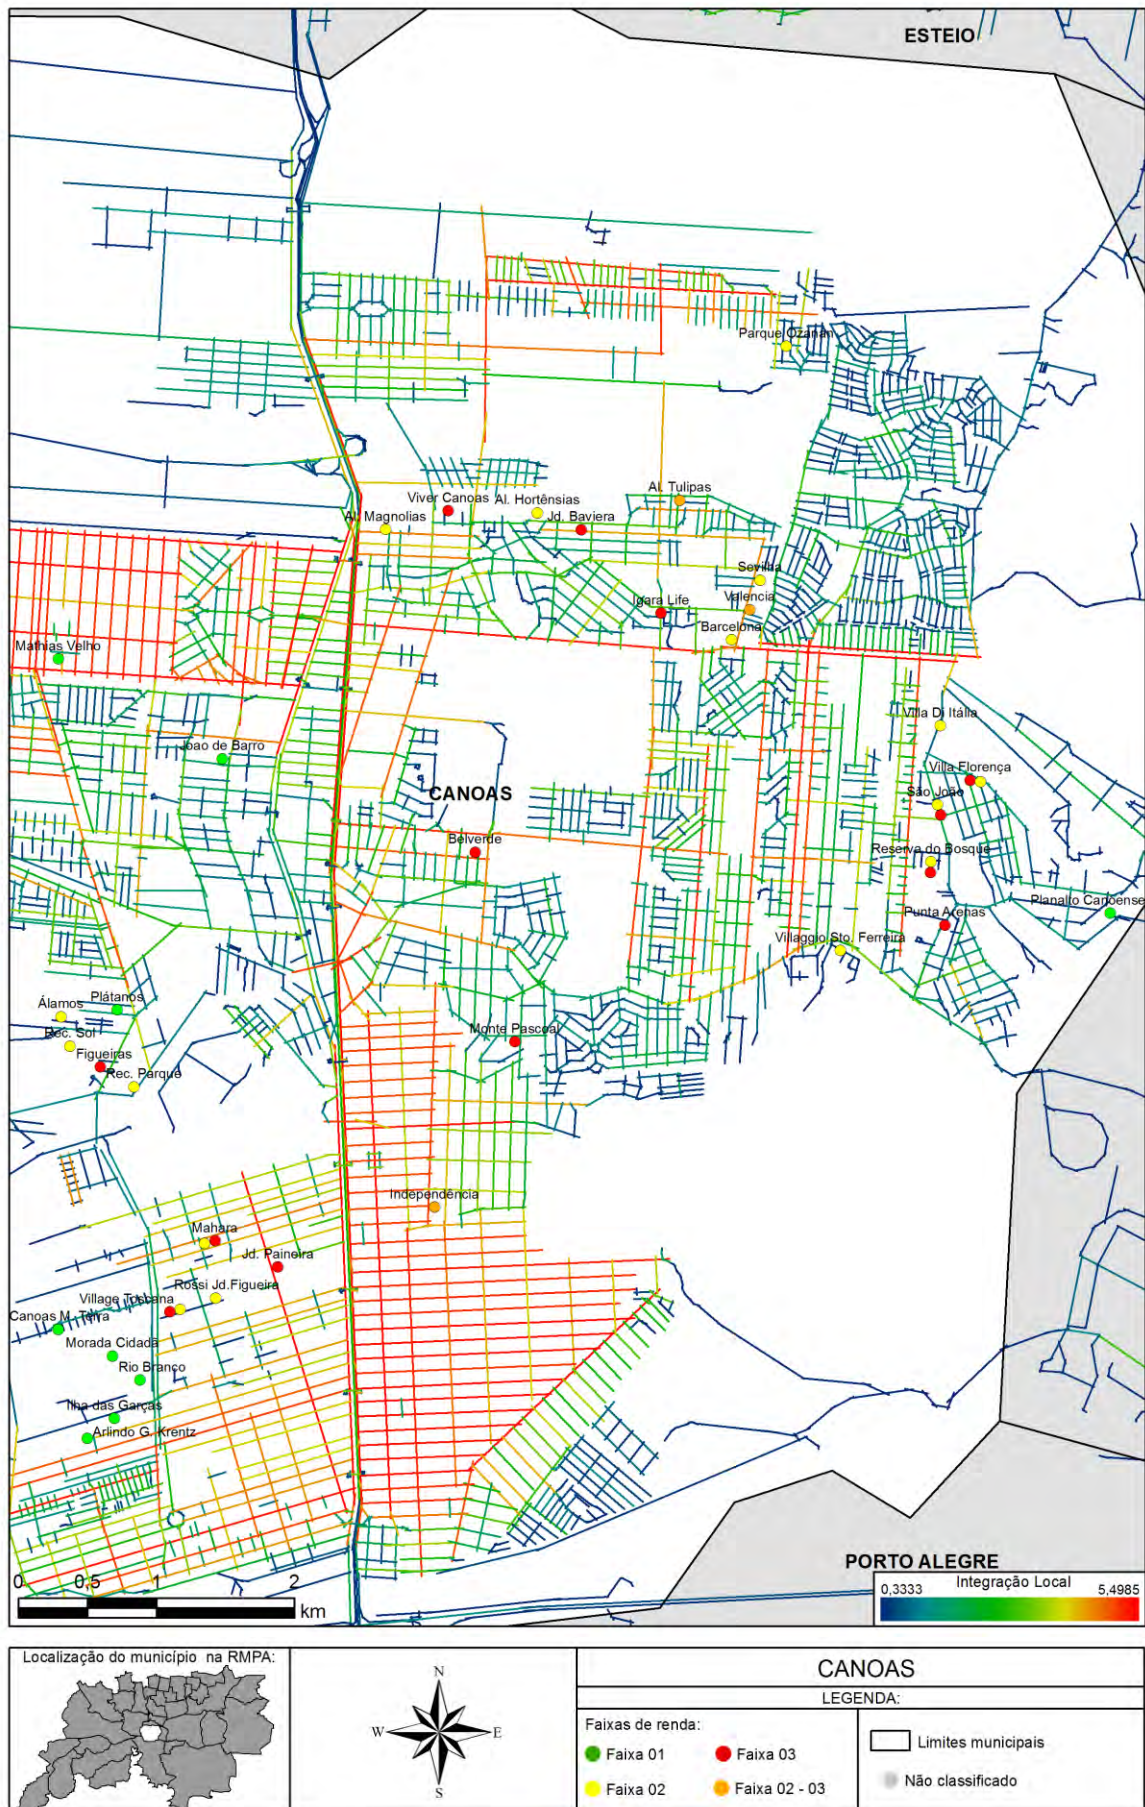 ESTEIO
Parque Ozanan
Al. Tulipas
Viver Canoas
Al. Hortênsias
Al. Magnolias
Jd. Baviera
Sevilha
Valencia
Igara Life
Barcelona
Mathias Velho
Villa Di Itália
Joao de Barro
Villa Florença
São João
CANOAS
Belverde
Reserva do Bosque
Planalto Canoense
Punta Arenas
Villaggio Sto. Ferreira
Plátanos
Álamos
Rec. Sol
Monte Pascoal
Figueiras
Rec. Parque
Independência
Mahara
Jd. Paineira
Rossi Jd.Figueira
Village Toscana
Canoas M. Terra
Morada Cidadã
Rio Branco
Ilha das Garças
Arlindo G. Krentz
PORTO ALEGRE
0 0,5 1 2
km
Integração Local
0,3333 5,4985
Localização do município na RMPA:
N
W E
S
CANOAS
LEGENDA:
Faixas de renda:
Faixa 01 Faixa 03
Faixa 02 Faixa 02 - 03
Limites municipais
Não classificado